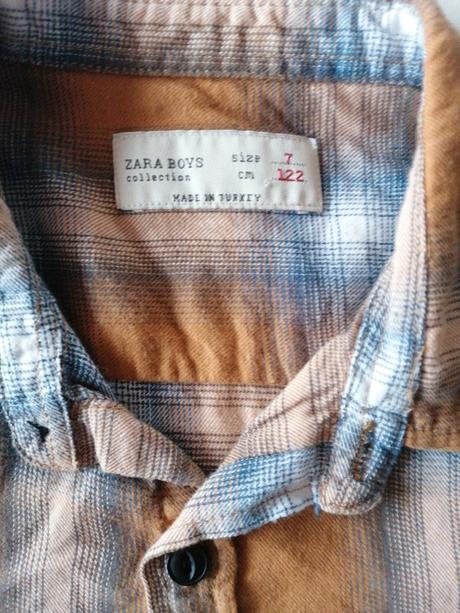 ZARA BOYS size 7
collection cm 122
MADE IN TURKEY